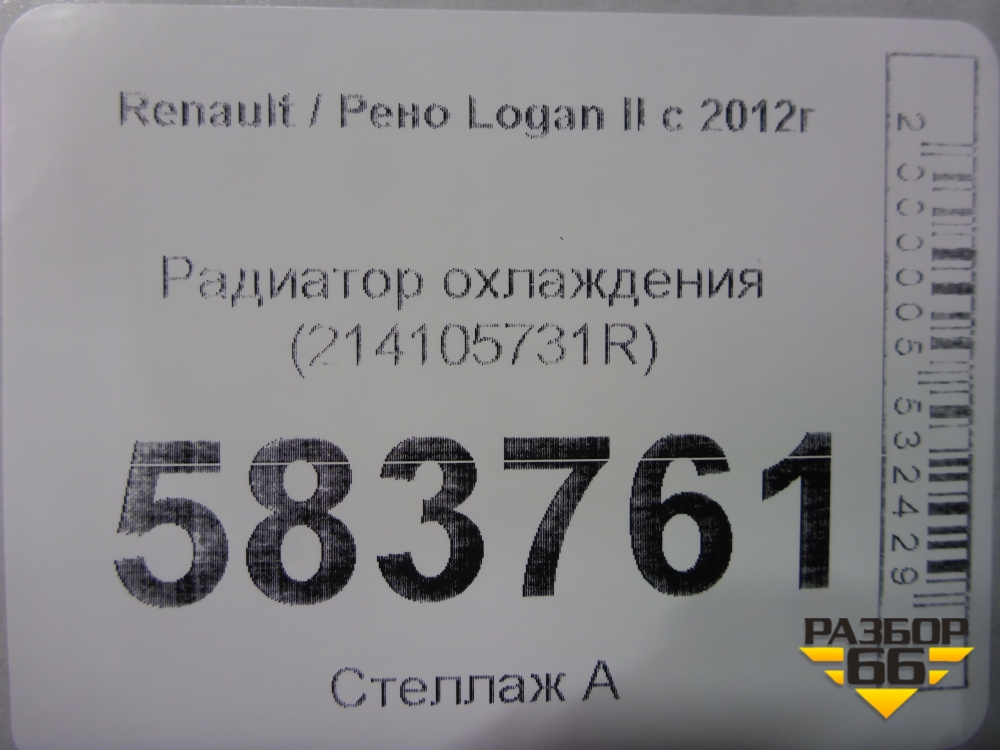 Renault / Рено Logan II с 2012г
Радиатор охлаждения
(214105731R)
583761
Стеллаж А
2000005532429
РАЗБОР
66